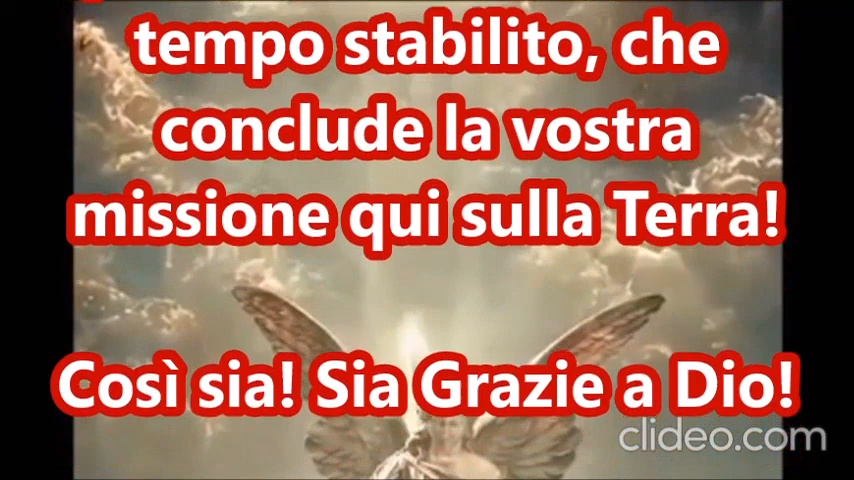 tempo stabilito, che
conclude la vostra
missione qui sulla Terra!
Così sia! Sia Grazie a Dio!
clideo.com